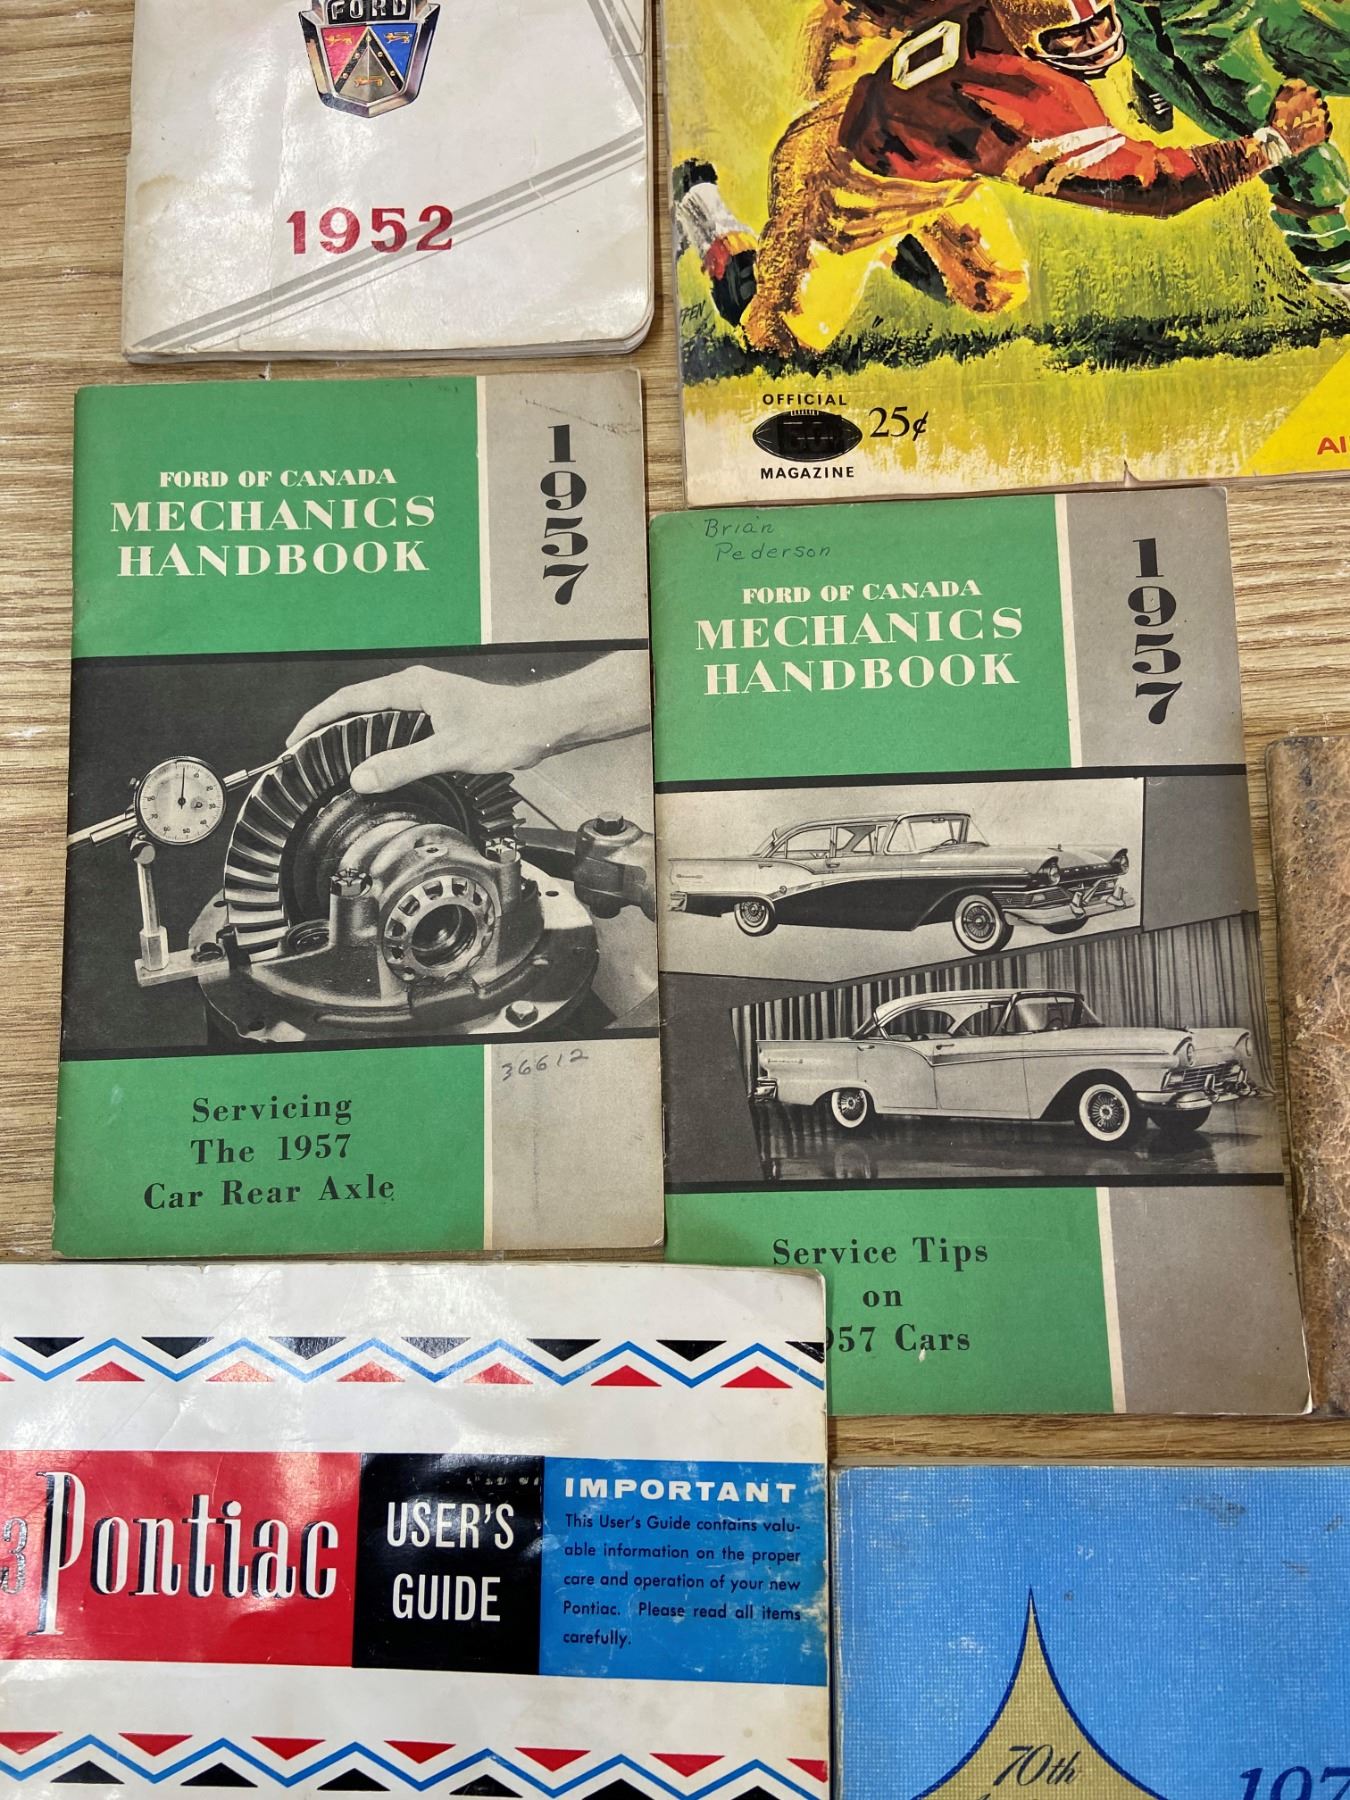 FORD
1952
OFFICIAL
25¢
MAGAZINE
FORD OF CANADA
MECHANICS
HANDBOOK
1957
36612
Servicing
The 1957
Car Rear Axle
Brian
Pederson
FORD OF CANADA
MECHANICS
HANDBOOK
1957
Service Tips
on
957 Cars
3 Pontiac
USER'S
GUIDE
IMPORTANT
This User's Guide contains valu-
able information on the proper
care and operation of your new
Pontiac. Please read all items
carefully.
70th
197